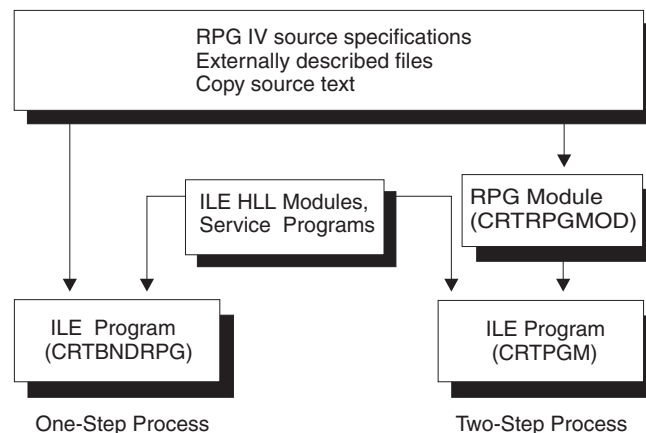 RPG IV source specifications
Externally described files
Copy source text
ILE HLL Modules,
Service Programs
RPG Module
(CRTRPGMOD)
ILE Program
(CRTBNDRPG)
ILE Program
(CRTPGM)
One-Step Process
Two-Step Process